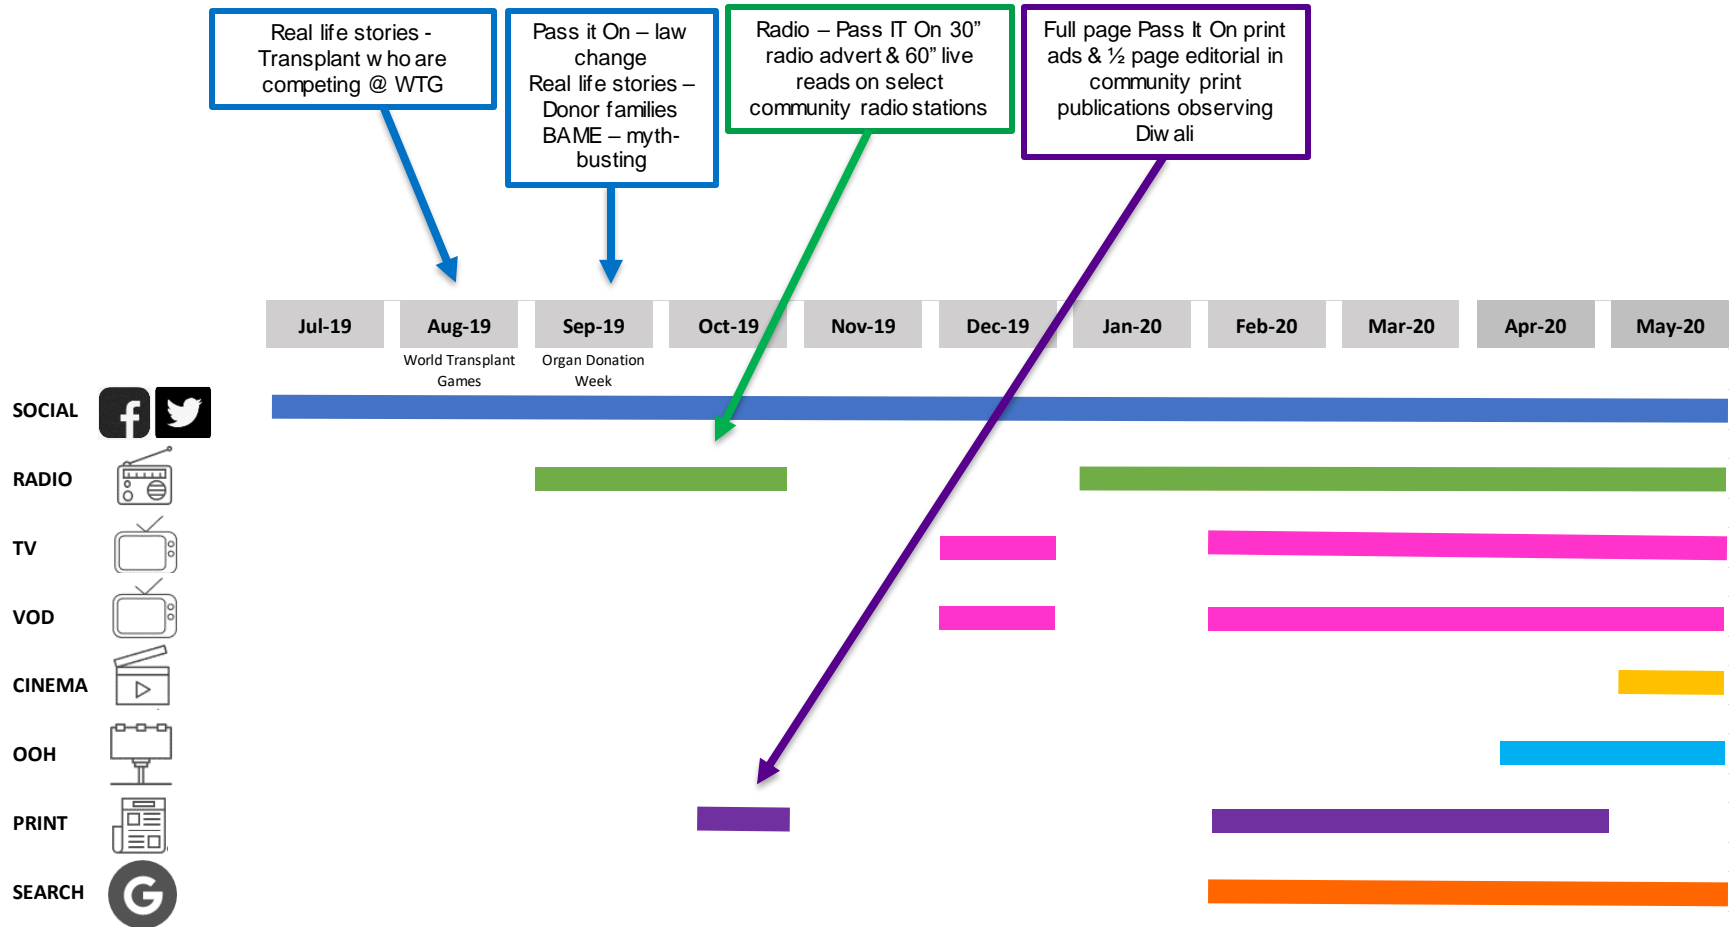 Real life stories -
Transplant who are
competing @ WTG
Pass it On – law
change
Real life stories –
Donor families
BAME – myth-
busting
Radio – Pass IT On 30”
radio advert & 60” live
reads on select
community radio stations
Full page Pass It On print
ads & ½ page editorial in
community print
publications observing
Diwali
Jul-19 Aug-19 Sep-19 Oct-19 Nov-19 Dec-19 Jan-20 Feb-20 Mar-20 Apr-20 May-20
World Transplant
Games
Organ Donation
Week
SOCIAL
RADIO
TV
VOD
CINEMA
OOH
PRINT
SEARCH